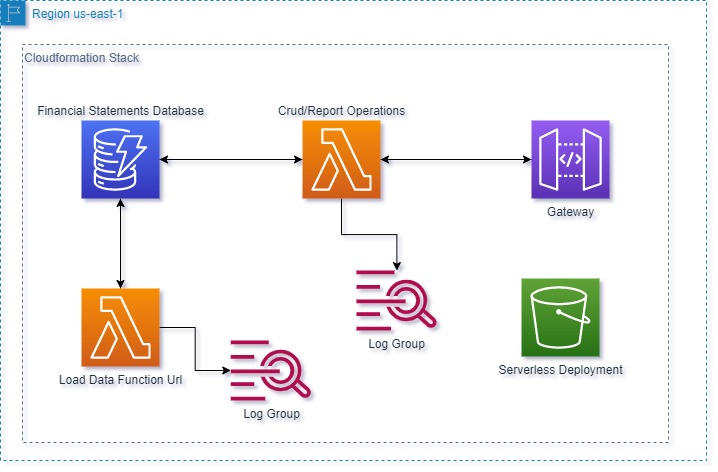 Region us-east-1
Cloudformation Stack
Financial Statements Database
Crud/Report Operations
</>
Gateway
Log Group
Serverless Deployment
Load Data Function Url
Log Group